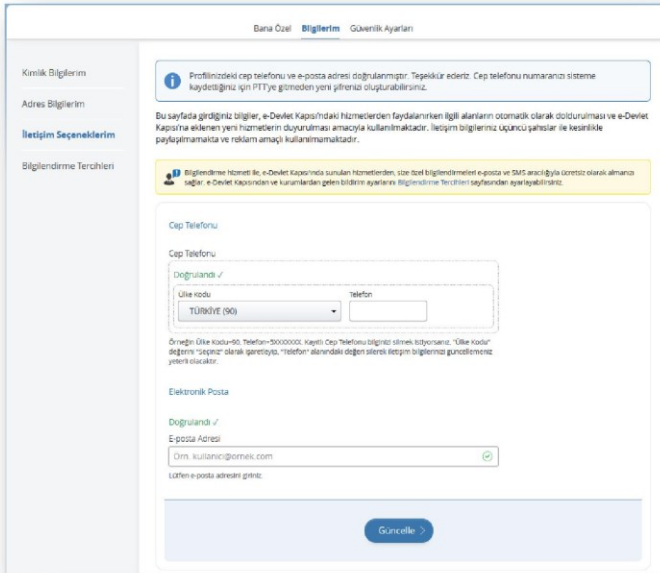 Bana Özel Bilgilerim Güvenlik Ayarları
Kimlik Bilgilerim
Adres Bilgilerim
İletişim Seçeneklerim
Bilgilendirme Tercihleri
Profilinizdeki cep telefonu ve e-posta adresi doğrulanmıştır. Teşekkür ederiz. Cep telefonu numaranızı sisteme
kaydettiğiniz için PTT'ye gitmeden yeni şifrenizi oluşturabilirsiniz.
Bu sayfada girdiğiniz bilgiler, e-Devlet Kapısı'ndaki hizmetlerden faydalanırken ilgili alanların otomatik olarak doldurulması ve e-Devlet
Kapısı'na eklenen yeni hizmetlerin duyurulması amacıyla kullanılmaktadır. İletişim bilgileriniz üçüncü şahıslar ile kesinlikle
paylaşılmamakta ve reklam amaçlı kullanılmamaktadır.
Bilgilendirme hizmeti ile, e-Devlet Kapısında sunulan hizmetlerden, size özel bilgilendirmeleri e-posta ve SMS aracılığıyla ücretsiz olarak almanızı
sağlar. e-Devlet Kapısından ve kurumlardan gelen bildirim ayarlarını Bilgilendirme Tercihleri sayfasından ayarlayabilirsiniz.
Cep Telefonu
Cep Telefonu
Doğrulandı ✓
Ülke Kodu Telefon
TÜRKİYE (90)
Örneğin Ülke Kodu=90, Telefon=5XXXXXXX. Kayıtlı Cep Telefonu bilginizi silmek istiyorsanız, "Ülke Kodu"
değerini "Seçiniz" olarak işaretleyip, "Telefon" alanındaki değeri silerek iletişim bilgilerinizi güncellemeniz
yeterli olacaktır.
Elektronik Posta
Doğrulandı ✓
E-posta Adresi
Örn. kullanici@ornek.com
Lütfen e-posta adresini giriniz.
Güncelle >